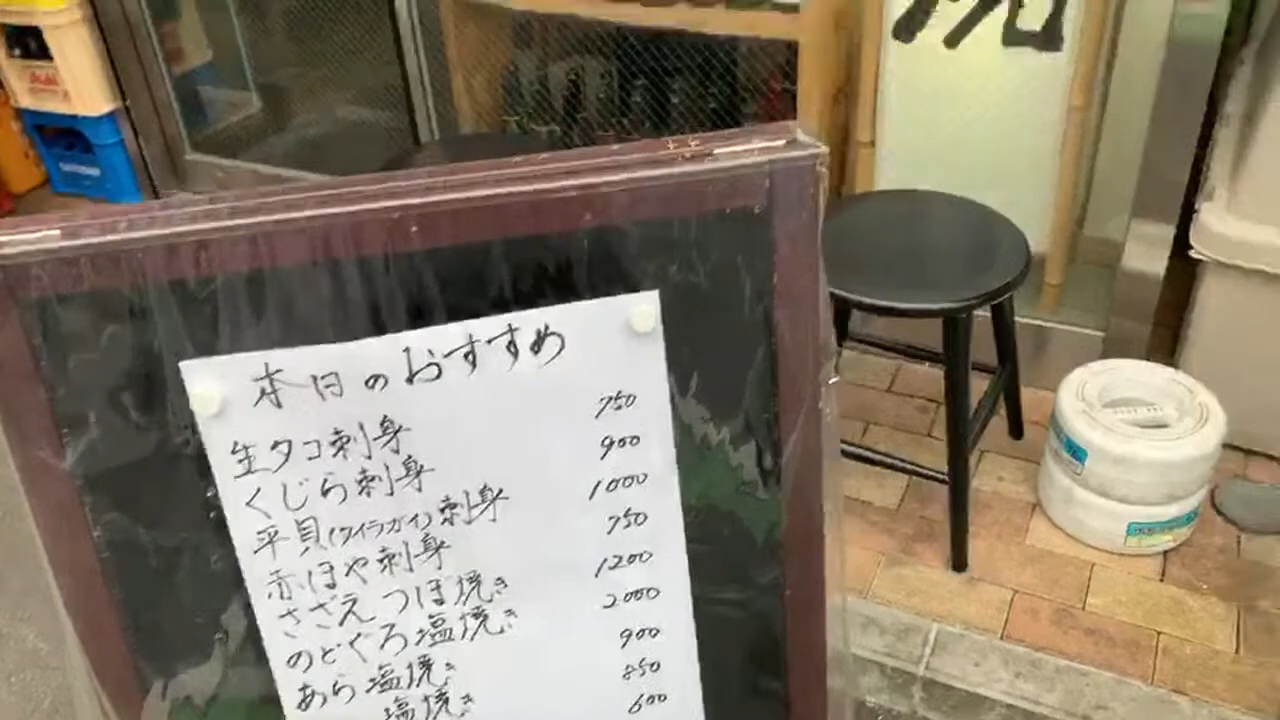 本日のおすすめ
生タコ刺身 750
くじら刺身 900
平貝(タイラガイ)刺身 1000
赤ほや刺身 750
さざえつぼ焼き 1200
のどぐろ塩焼き 2000
あら塩焼き 900
塩焼き 850
600
Asahi